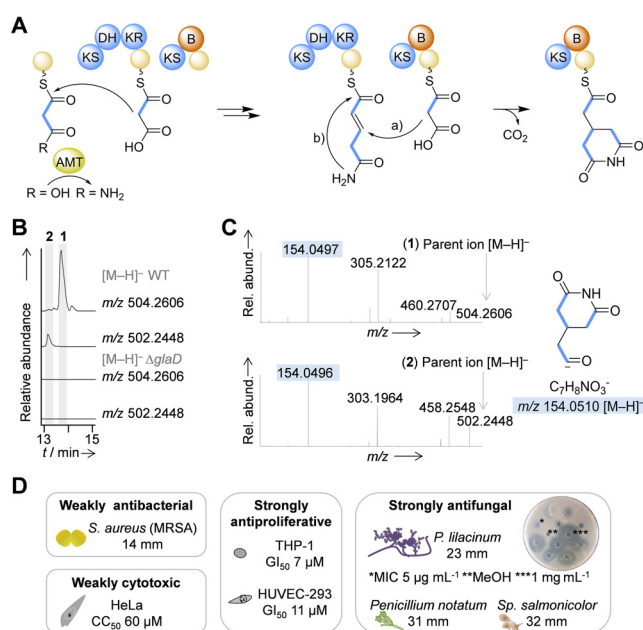 A
DH KR B
KS KS
DH KR B
KS KS
B
KS
S S
O O
O
R HO
O
AMT
R = OH R = NH2
S S
O O
b) a)
O
HO
H2N O
CO2
S
O
NH
O O
B
2 1
Relative abundance
[M–H]– WT
m/z 504.2606
m/z 502.2448
[M–H]– ΔglaD
m/z 504.2606
m/z 502.2448
13 15
t / min
C
Rel. abund.
154.0497
305.2122
(1) Parent ion [M–H]–
460.2707
504.2606
m/z
Rel. abund.
154.0496
303.1964
(2) Parent ion [M–H]–
458.2548
502.2448
m/z
O
NH
O
O
–
C7H8NO3-
m/z 154.0510 [M–H]–
D
Weakly antibacterial
S. aureus (MRSA)
14 mm
Weakly cytotoxic
HeLa
CC50 60 µM
Strongly
antiproliferative
THP-1
GI50 7 µM
HUVEC-293
GI50 11 µM
Strongly antifungal
P. lilacinum
23 mm
* ** ***
*MIC 5 µg mL-1 **MeOH ***1 mg mL-1
Penicillium notatum
31 mm
Sp. salmonicolor
32 mm